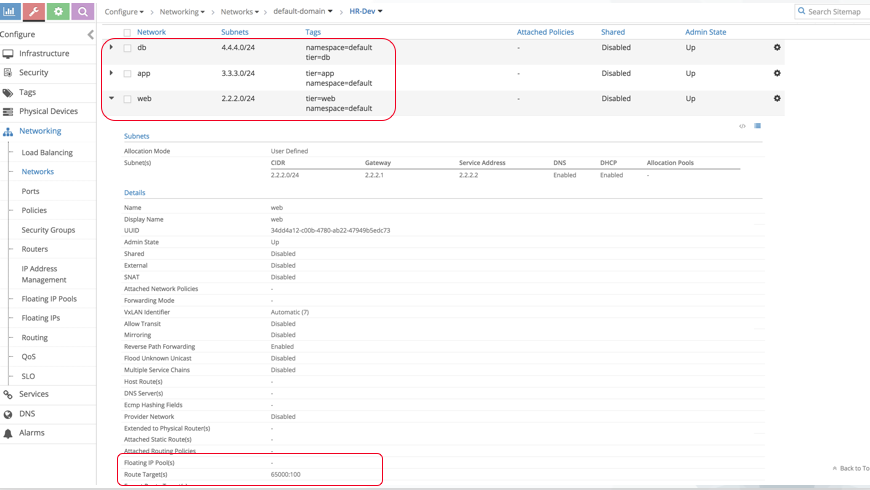 Configure ▾ > Networking ▾ > Networks ▾ > default-domain ▾ > HR-Dev ▾
Search Sitemap
Configure
Infrastructure
Security
Tags
Physical Devices
Networking
Load Balancing
Networks
Ports
Policies
Security Groups
Routers
IP Address
Management
Floating IP Pools
Floating IPs
Routing
QoS
SLO
Services
DNS
Alarms
Network Subnets Tags Attached Policies Shared Admin State
db 4.4.4.0/24 namespace=default - Disabled Up
tier=db
app 3.3.3.0/24 tier=app - Disabled Up
namespace=default
web 2.2.2.0/24 tier=web - Disabled Up
namespace=default
Subnets
Allocation Mode User Defined
Subnet(s) CIDR Gateway Service Address DNS DHCP Allocation Pools
2.2.2.0/24 2.2.2.1 2.2.2.2 Enabled Enabled -
Details
Name web
Display Name web
UUID 34dd4a12-c00b-4780-ab22-47949b5edc73
Admin State Up
Shared Disabled
External Disabled
SNAT Disabled
Attached Network Policies -
Forwarding Mode -
VxLAN Identifier Automatic (7)
Allow Transit Disabled
Mirroring Disabled
Reverse Path Forwarding Enabled
Flood Unknown Unicast Disabled
Multiple Service Chains Disabled
Host Route(s) -
DNS Server(s) -
Ecmp Hashing Fields -
Provider Network Disabled
Extended to Physical Router(s) -
Attached Static Route(s) -
Attached Routing Policies -
Floating IP Pool(s) -
Route Target(s) 65000:100
Back to To